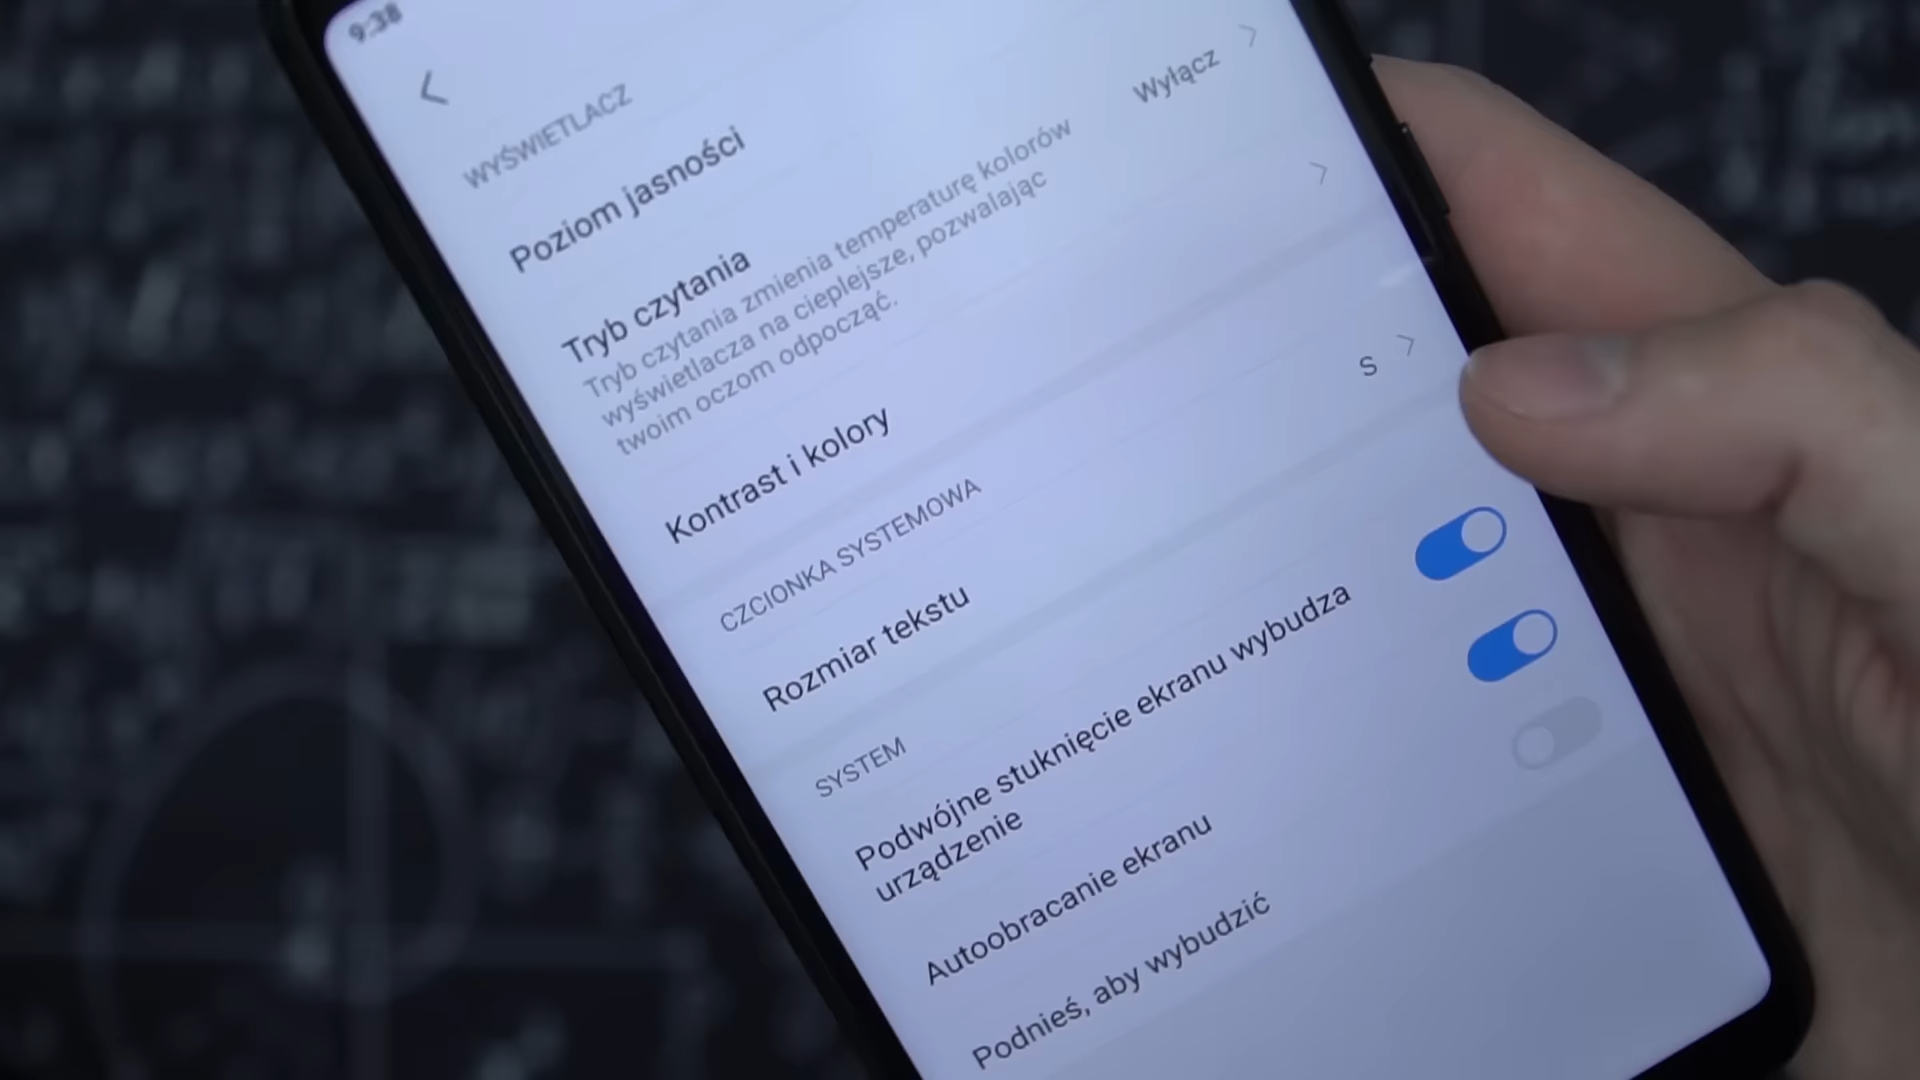 9:38
WYŚWIETLACZ
Poziom jasności
Tryb czytania
Wyłącz
Tryb czytania zmienia temperaturę kolorów
wyświetlacza na cieplejsze, pozwalając
twoim oczom odpocząć.
Kontrast i kolory
CZCIONKA SYSTEMOWA
Rozmiar tekstu
S
SYSTEM
Podwójne stuknięcie ekranu wybudza
urządzenie
Autoobracanie ekranu
Podnieś, aby wybudzić